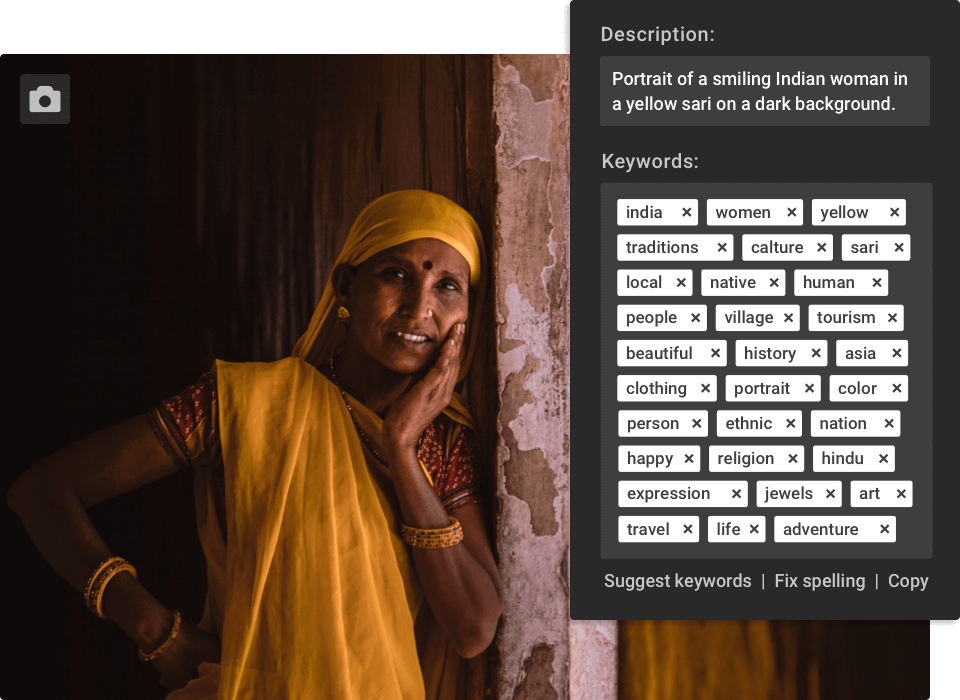 Description:
Portrait of a smiling Indian woman in
a yellow sari on a dark background.
Keywords:
india × women × yellow ×
traditions × calture × sari ×
local × native × human ×
people × village × tourism ×
beautiful × history × asia ×
clothing × portrait × color ×
person × ethnic × nation ×
happy × religion × hindu ×
expression × jewels × art ×
travel × life × adventure ×
Suggest keywords | Fix spelling | Copy